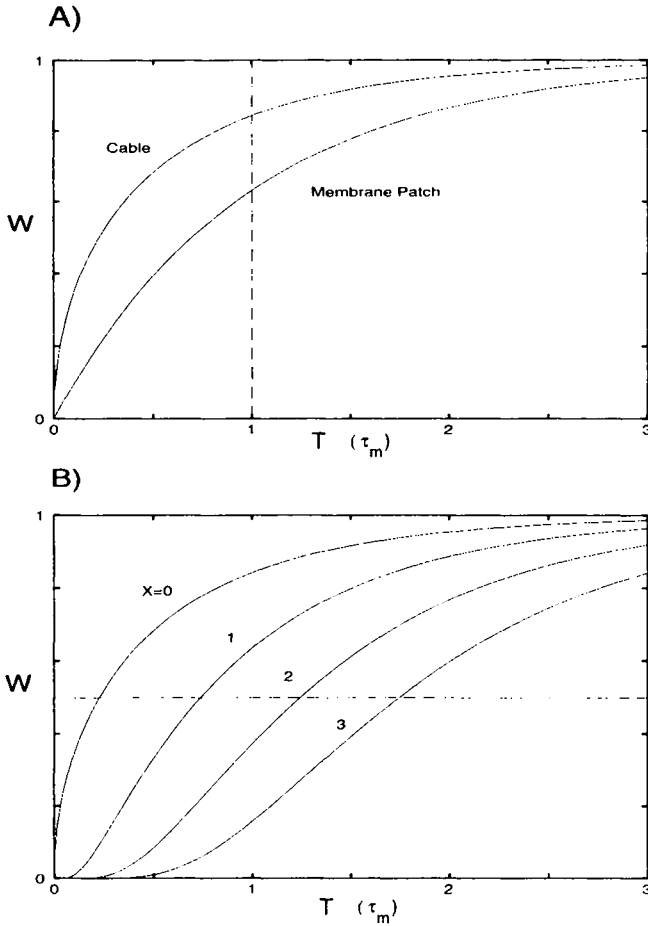 A)
1
Cable
Membrane Patch
W
0
0 1 2 3
T (τm)
B)
1
X=0
1
2
3
W
0
0 1 2 3
T (τm)